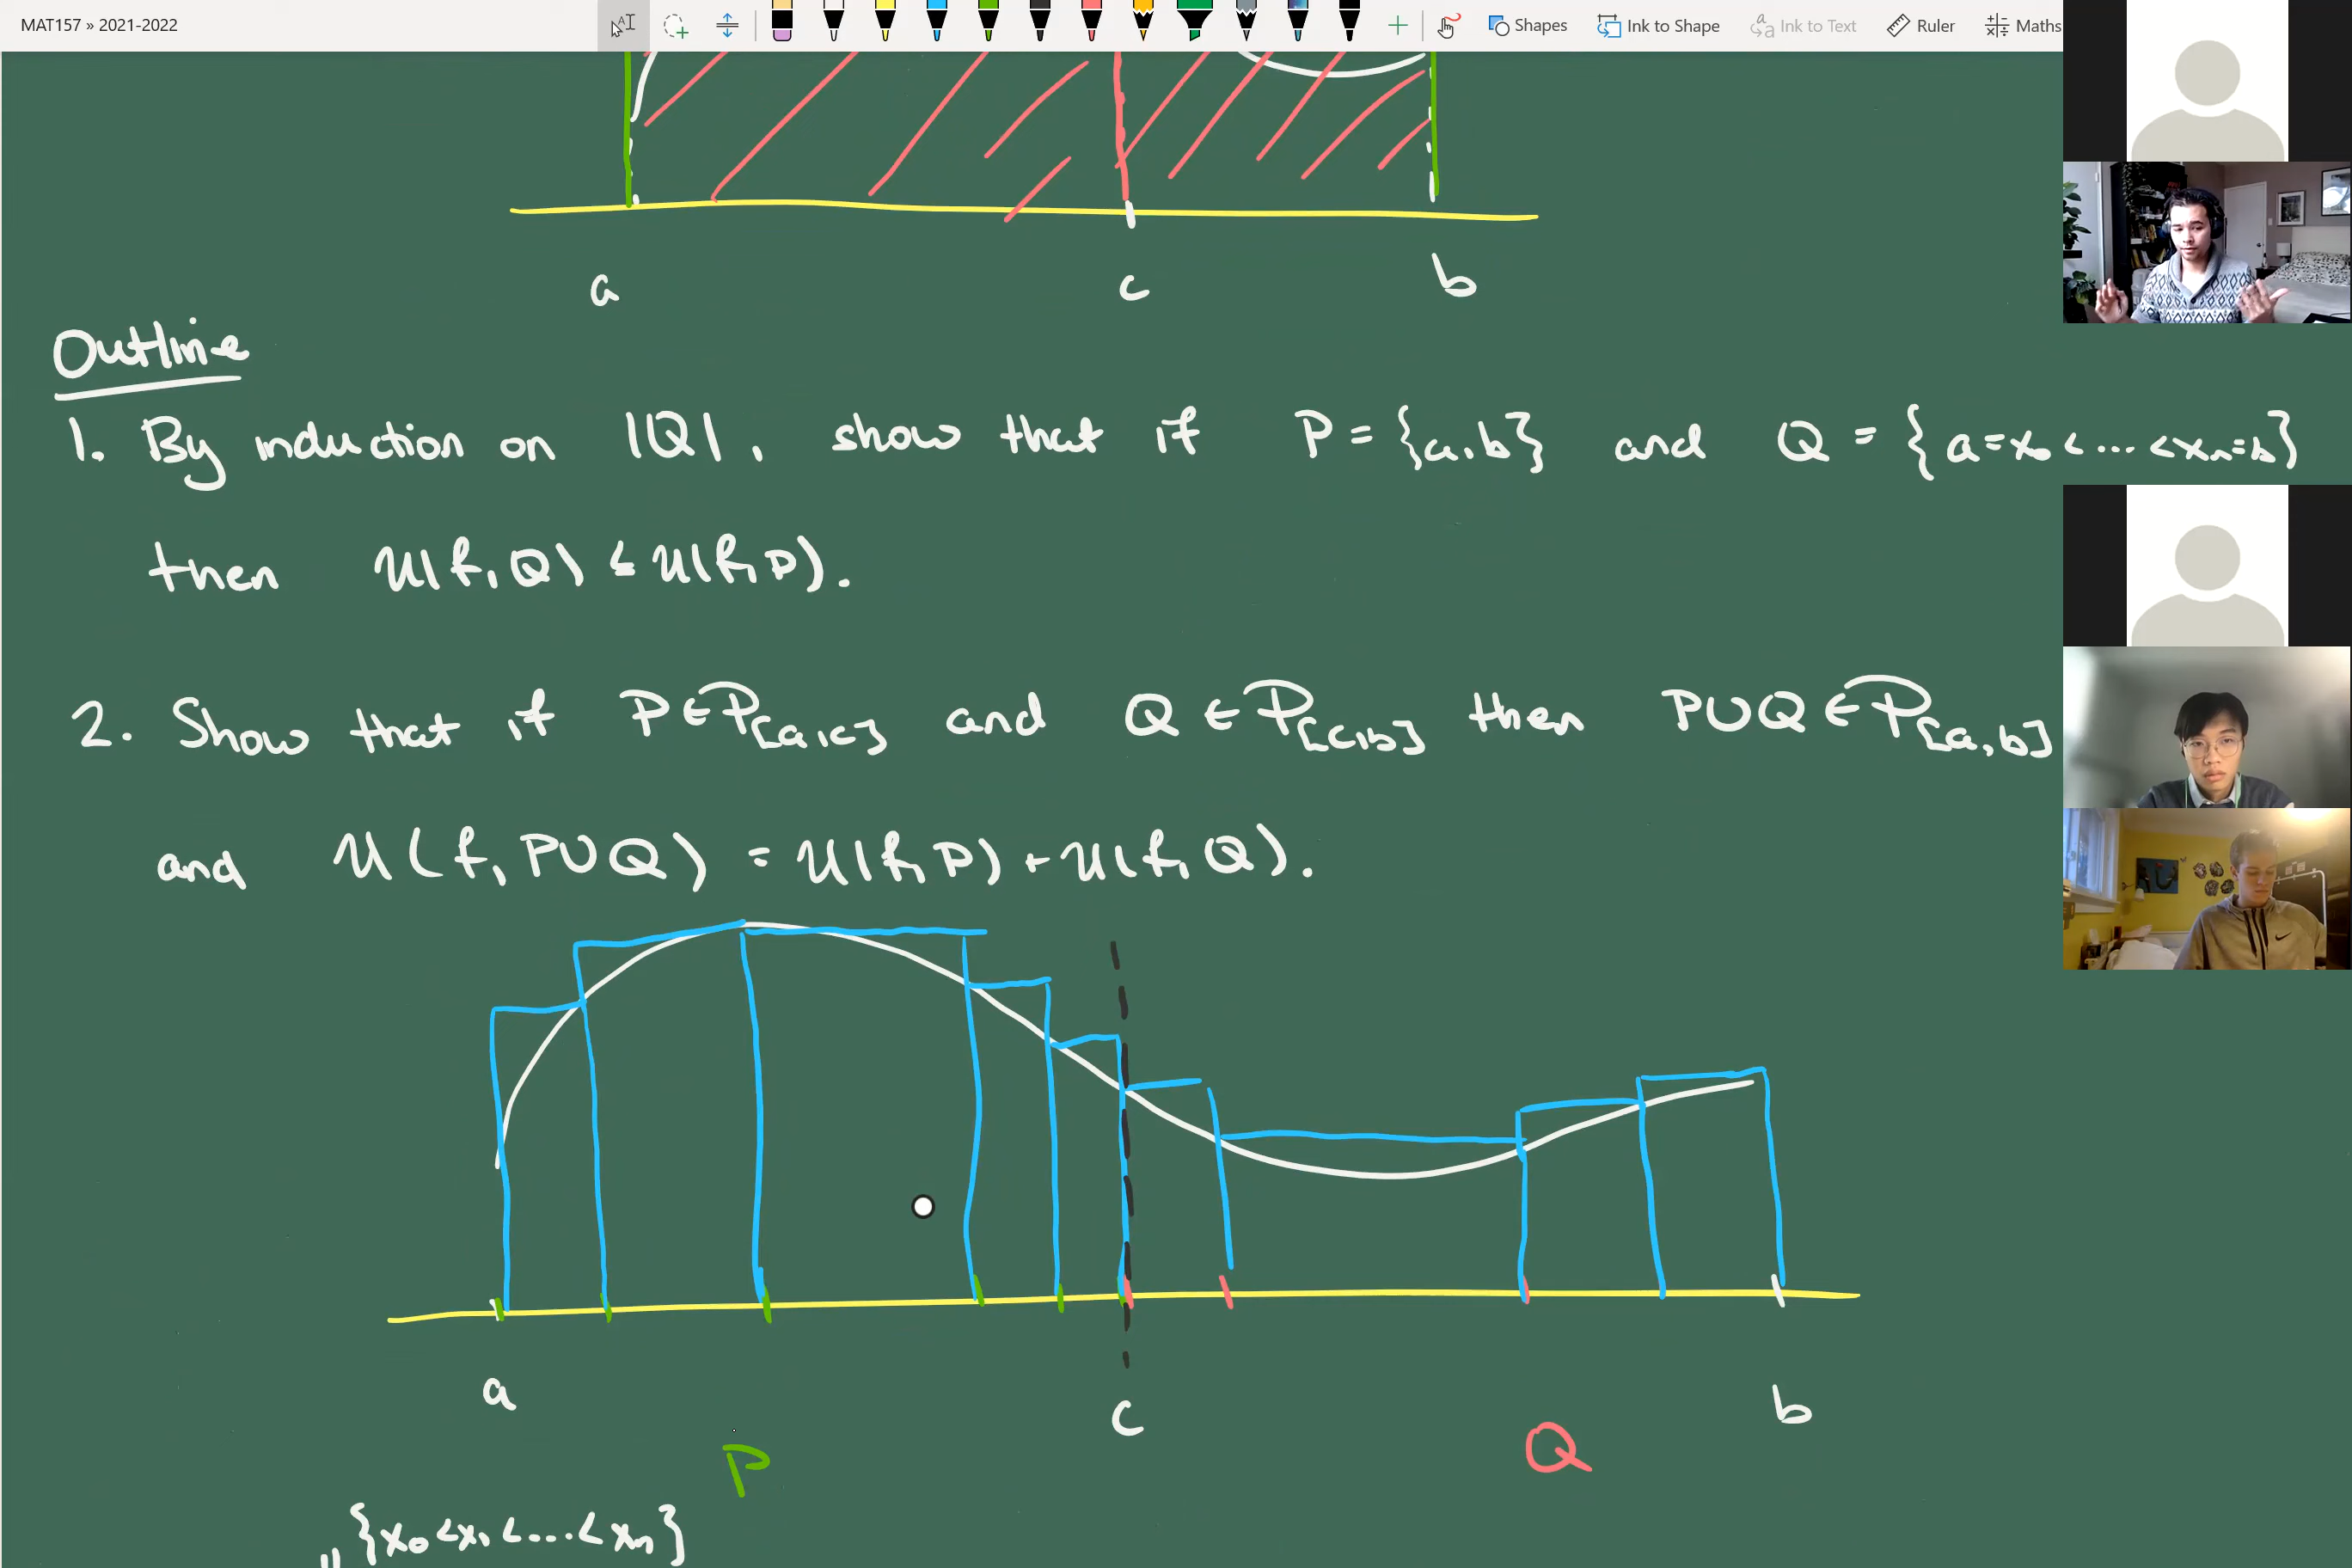 MAT157 » 2021-2022
Shapes Ink to Shape Ink to Text Ruler Maths
a c b
Outline
1. By induction on |Q|, show that if P = {a,b} and Q = {a=x₀<...<xₙ=b}
then U(f,Q) ≤ U(f,P).
2. Show that if P∈P[a,c] and Q∈P[c,b] then P∪Q∈P[a,b]
and U(f, P∪Q) = U(f,P) + U(f,Q).
a c b
P Q
{x₀<x₁<...<xₙ}